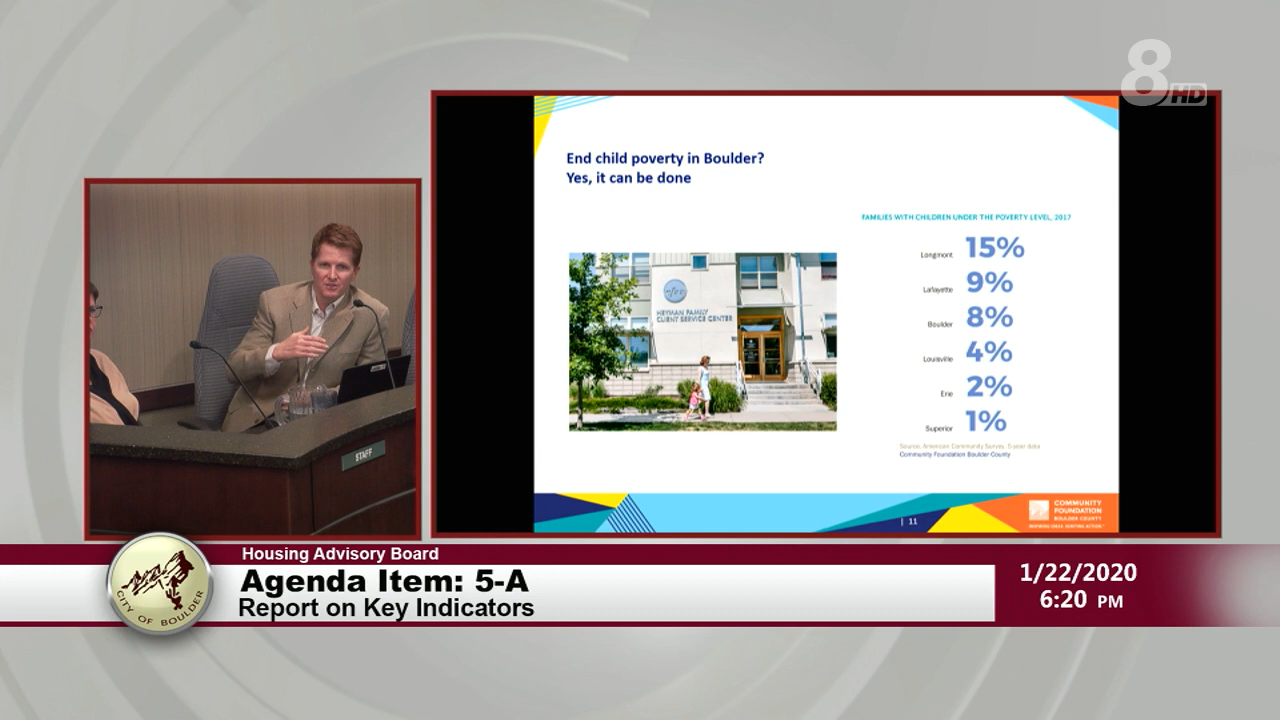 8HD
End child poverty in Boulder?
Yes, it can be done
FAMILIES WITH CHILDREN UNDER THE POVERTY LEVEL, 2017
Longmont 15%
Lafayette 9%
Boulder 8%
Louisville 4%
Erie 2%
Superior 1%
Source, American Community Survey, 5-year data
Community Foundation Boulder County
efaa
HEYMAN FAMILY
CLIENT SERVICE CENTER
STAFF
| 11
COMMUNITY
FOUNDATION
BOULDER COUNTY
Housing Advisory Board
Agenda Item: 5-A
Report on Key Indicators
CITY OF BOULDER
1/22/2020
6:20 PM